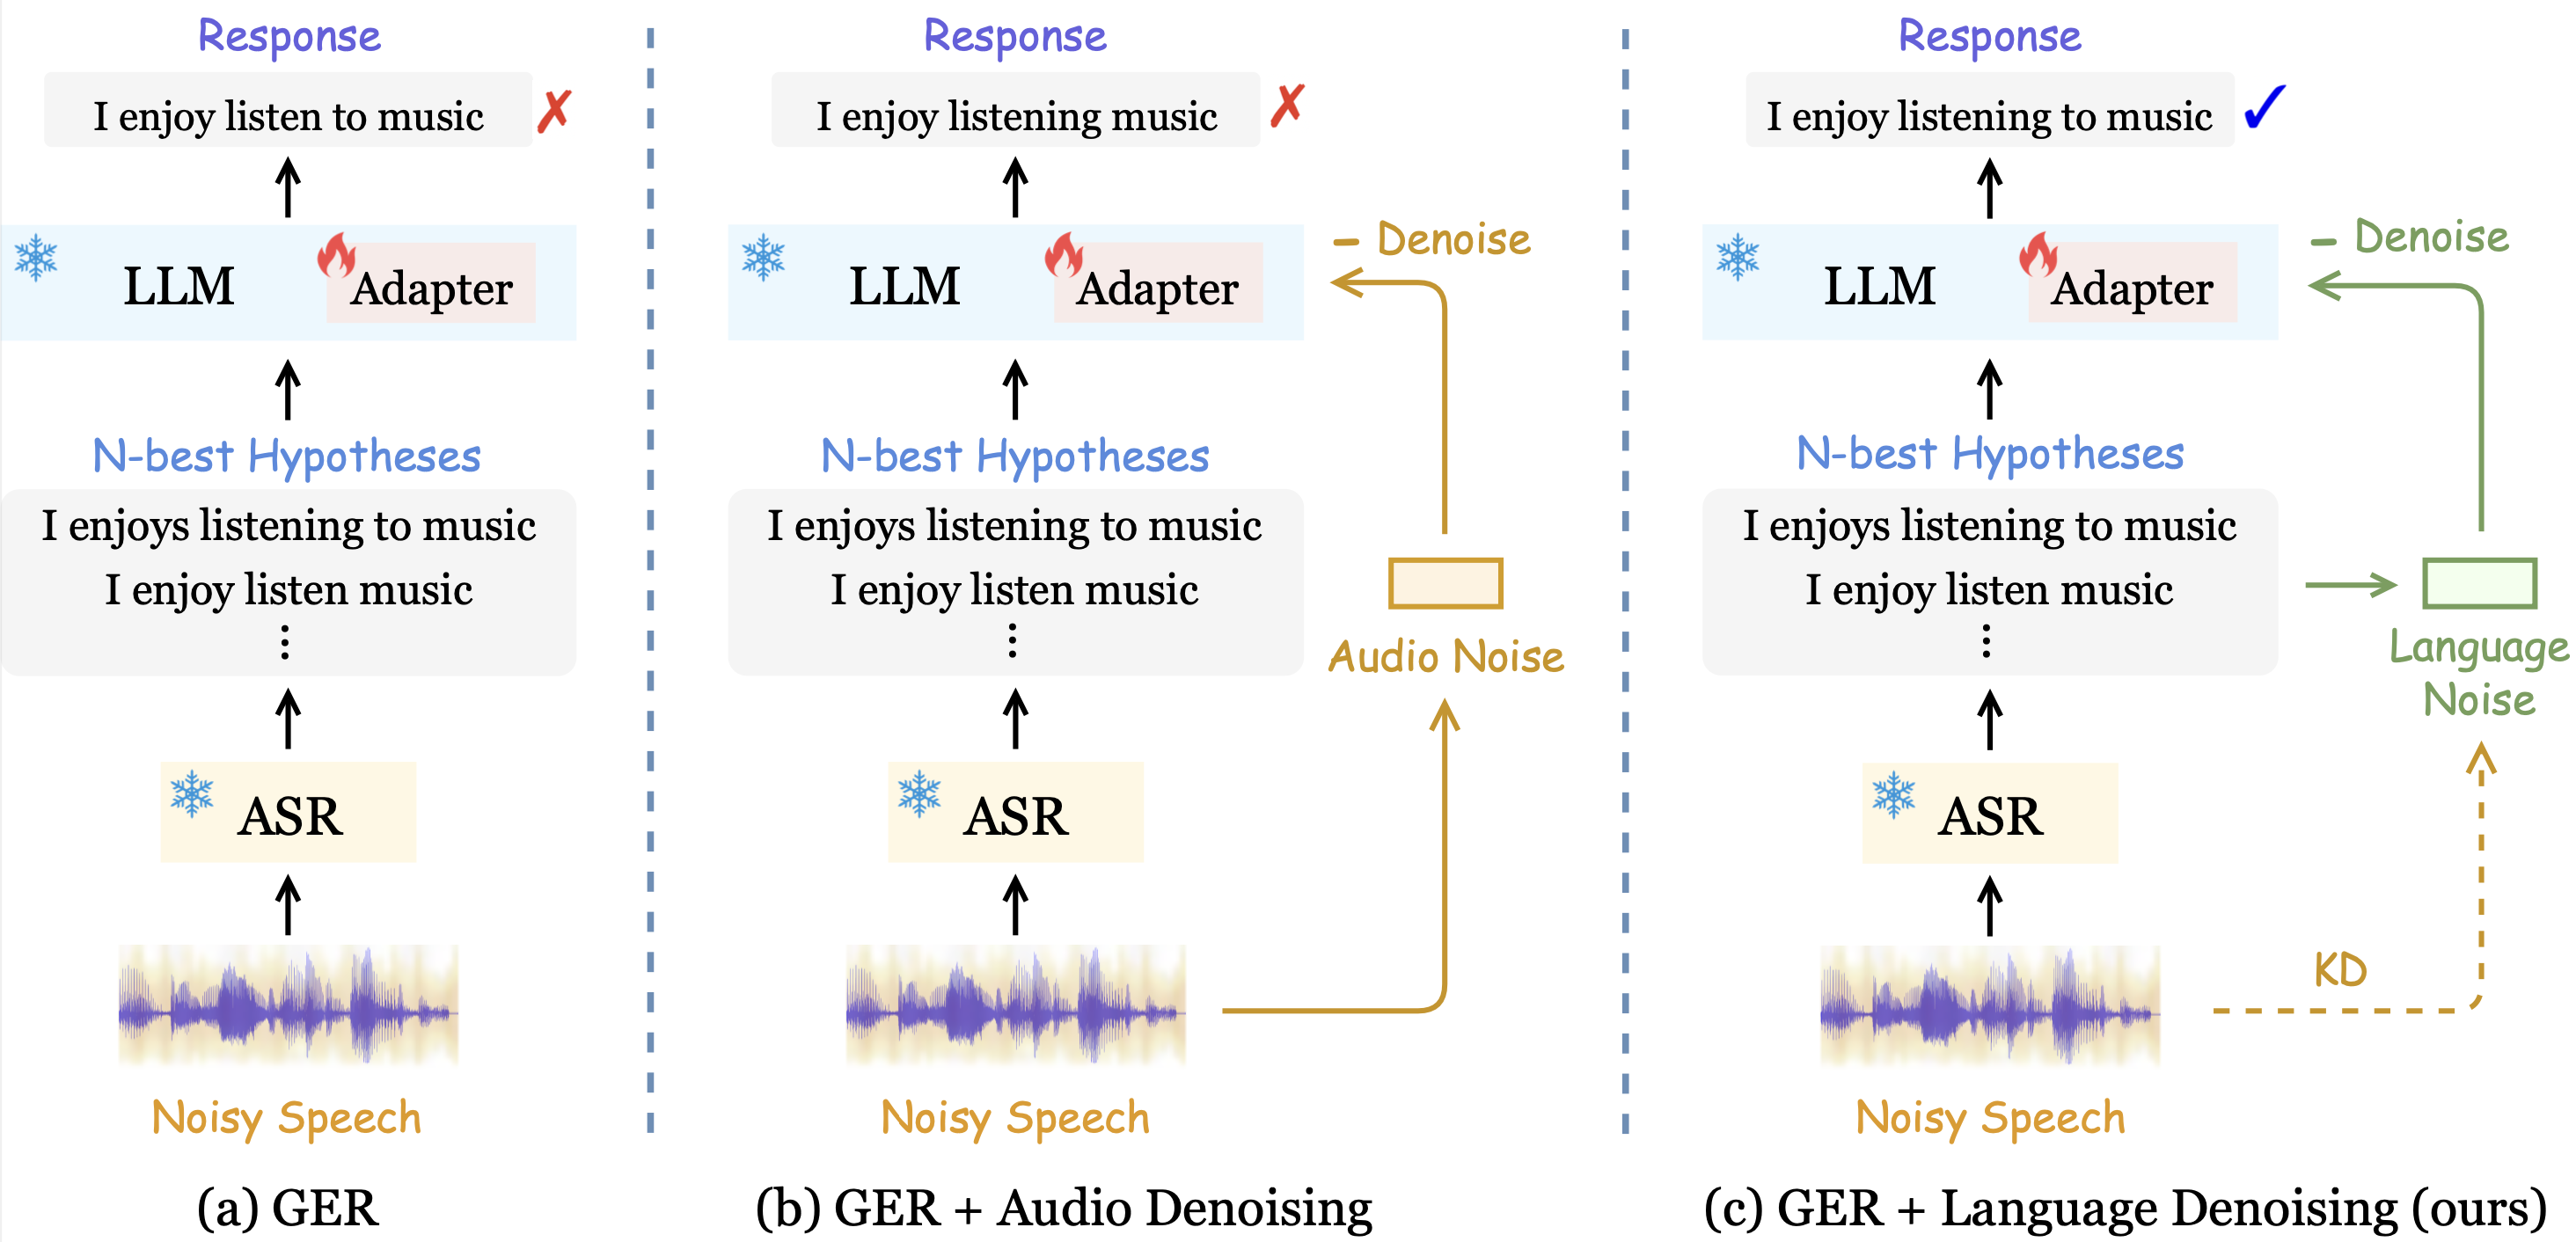 Response
I enjoy listen to music
LLM
Adapter
N-best Hypotheses
I enjoys listening to music
I enjoy listen music
ASR
Noisy Speech
(a) GER
Response
I enjoy listening music
LLM
Adapter
- Denoise
N-best Hypotheses
I enjoys listening to music
I enjoy listen music
Audio Noise
ASR
Noisy Speech
(b) GER + Audio Denoising
Response
I enjoy listening to music
LLM
Adapter
- Denoise
N-best Hypotheses
I enjoys listening to music
I enjoy listen music
Language
Noise
ASR
KD
Noisy Speech
(c) GER + Language Denoising (ours)